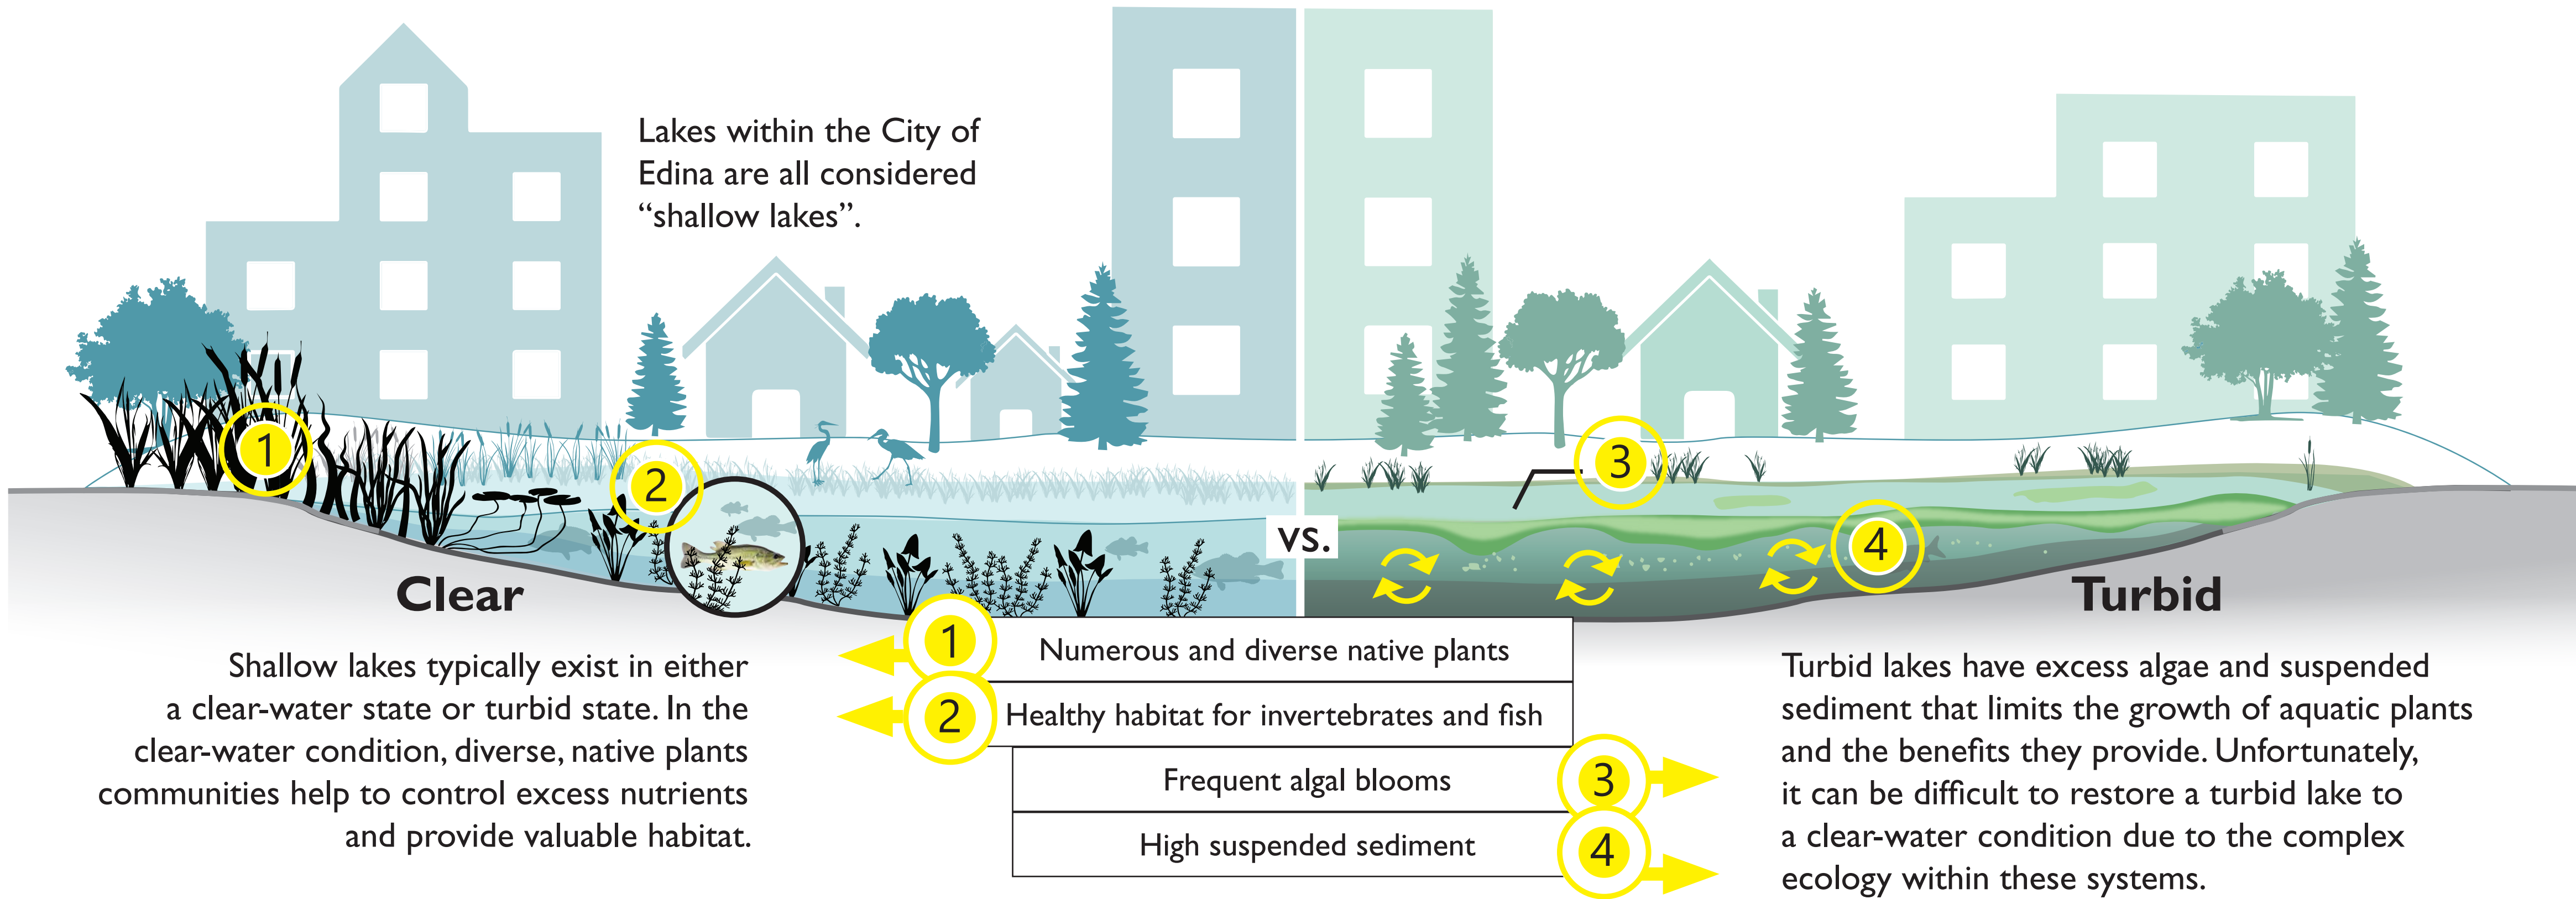 Lakes within the City of
Edina are all considered
“shallow lakes”.
1
2
3
4
vs.
Clear
Shallow lakes typically exist in either
a clear-water state or turbid state. In the
clear-water condition, diverse, native plants
communities help to control excess nutrients
and provide valuable habitat.
1 Numerous and diverse native plants
2 Healthy habitat for invertebrates and fish
Frequent algal blooms 3
High suspended sediment 4
Turbid
Turbid lakes have excess algae and suspended
sediment that limits the growth of aquatic plants
and the benefits they provide. Unfortunately,
it can be difficult to restore a turbid lake to
a clear-water condition due to the complex
ecology within these systems.